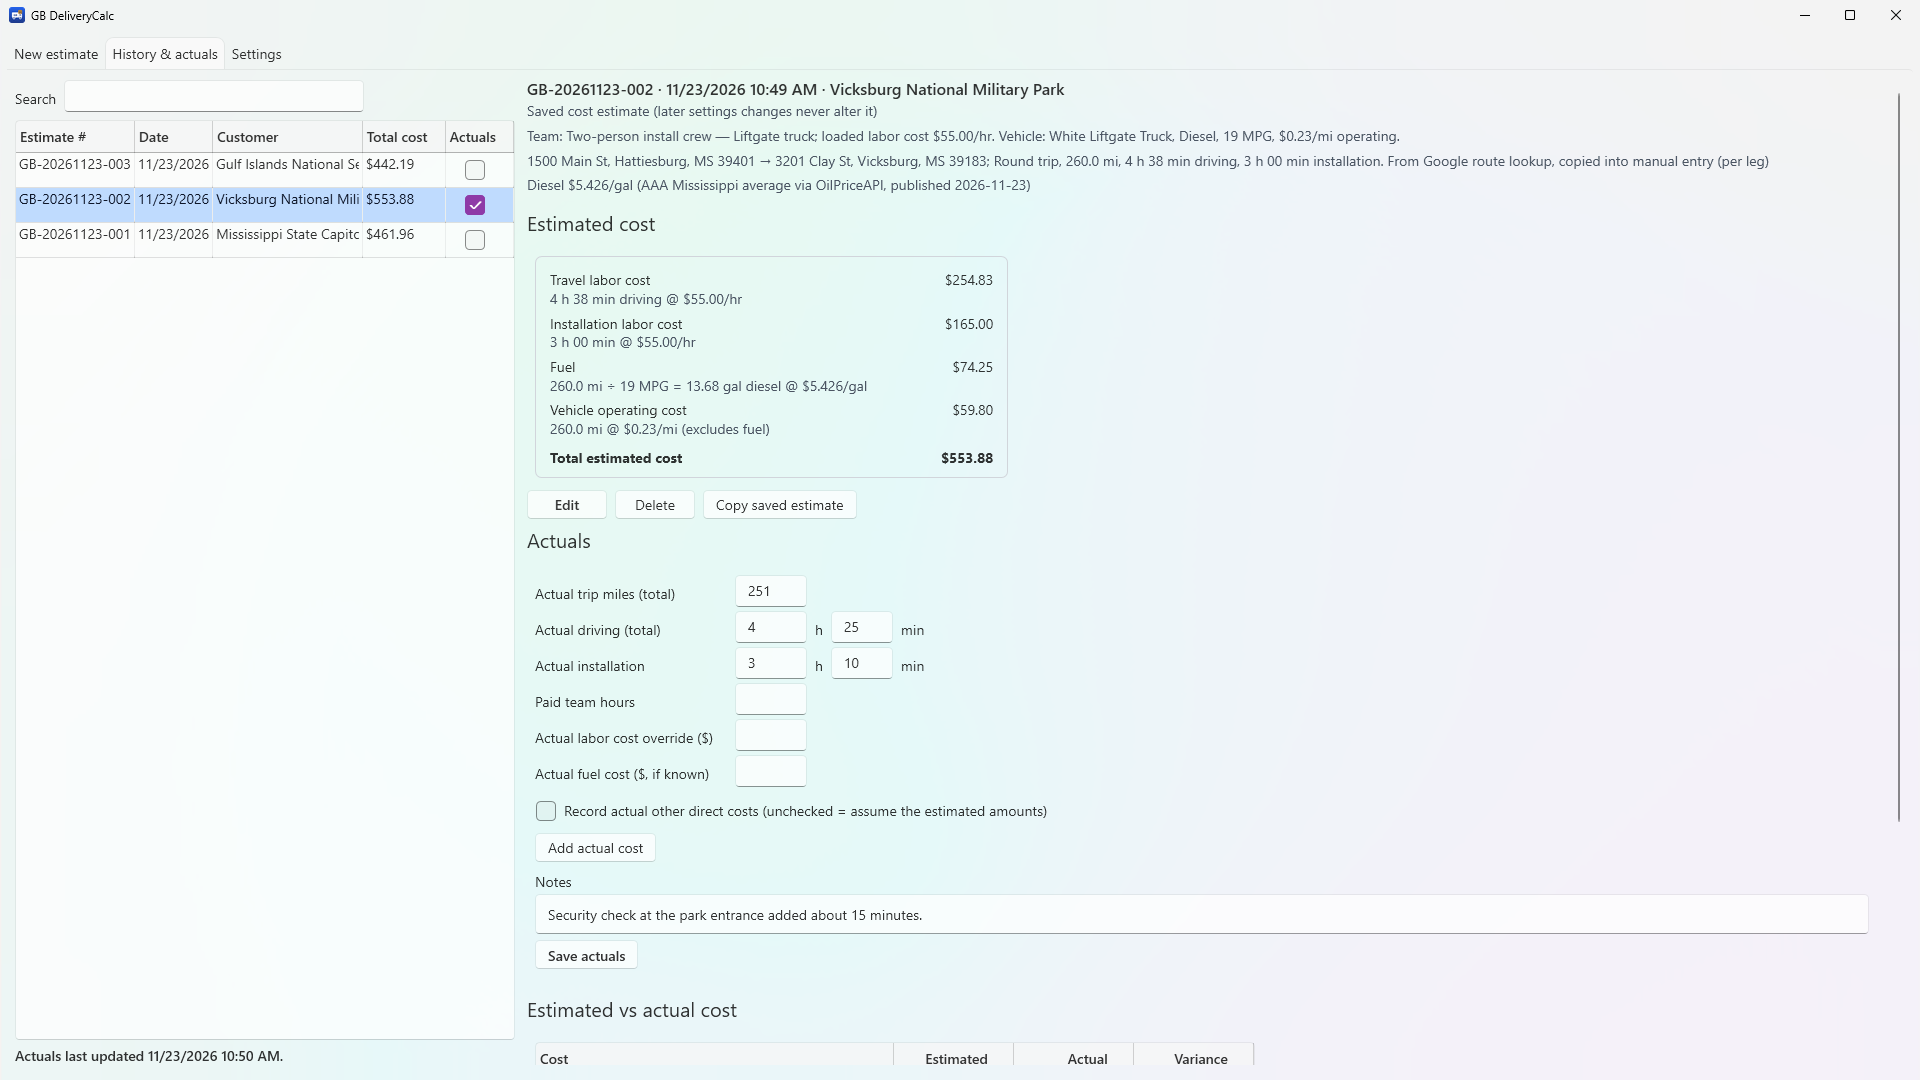 GB DeliveryCalc
New estimate History & actuals Settings
Search
Estimate # Date Customer Total cost Actuals
GB-20261123-003 11/23/2026 Gulf Islands National Se $442.19
GB-20261123-002 11/23/2026 Vicksburg National Mili $553.88
GB-20261123-001 11/23/2026 Mississippi State Capito $461.96
Actuals last updated 11/23/2026 10:50 AM.
GB-20261123-002 · 11/23/2026 10:49 AM · Vicksburg National Military Park
Saved cost estimate (later settings changes never alter it)
Team: Two-person install crew — Liftgate truck; loaded labor cost $55.00/hr. Vehicle: White Liftgate Truck, Diesel, 19 MPG, $0.23/mi operating.
1500 Main St, Hattiesburg, MS 39401 → 3201 Clay St, Vicksburg, MS 39183; Round trip, 260.0 mi, 4 h 38 min driving, 3 h 00 min installation. From Google route lookup, copied into manual entry (per leg)
Diesel $5.426/gal (AAA Mississippi average via OilPriceAPI, published 2026-11-23)
Estimated cost
Travel labor cost $254.83
4 h 38 min driving @ $55.00/hr
Installation labor cost $165.00
3 h 00 min @ $55.00/hr
Fuel $74.25
260.0 mi ÷ 19 MPG = 13.68 gal diesel @ $5.426/gal
Vehicle operating cost $59.80
260.0 mi @ $0.23/mi (excludes fuel)
Total estimated cost $553.88
Edit Delete Copy saved estimate
Actuals
Actual trip miles (total) 251
Actual driving (total) 4 h 25 min
Actual installation 3 h 10 min
Paid team hours
Actual labor cost override ($)
Actual fuel cost ($, if known)
Record actual other direct costs (unchecked = assume the estimated amounts)
Add actual cost
Notes
Security check at the park entrance added about 15 minutes.
Save actuals
Estimated vs actual cost
Cost Estimated Actual Variance